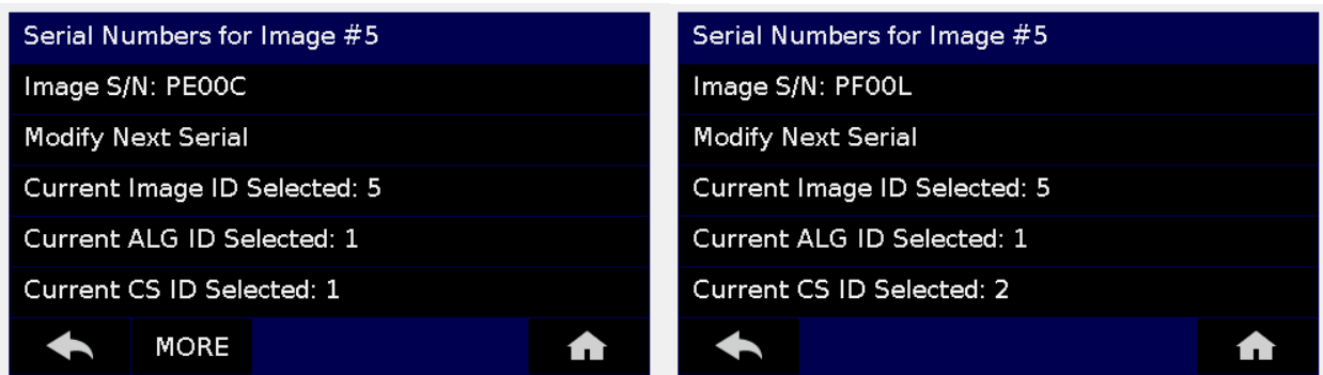 Serial Numbers for Image #5
Image S/N: PE00C
Modify Next Serial
Current Image ID Selected: 5
Current ALG ID Selected: 1
Current CS ID Selected: 1
MORE
Serial Numbers for Image #5
Image S/N: PF00L
Modify Next Serial
Current Image ID Selected: 5
Current ALG ID Selected: 1
Current CS ID Selected: 2